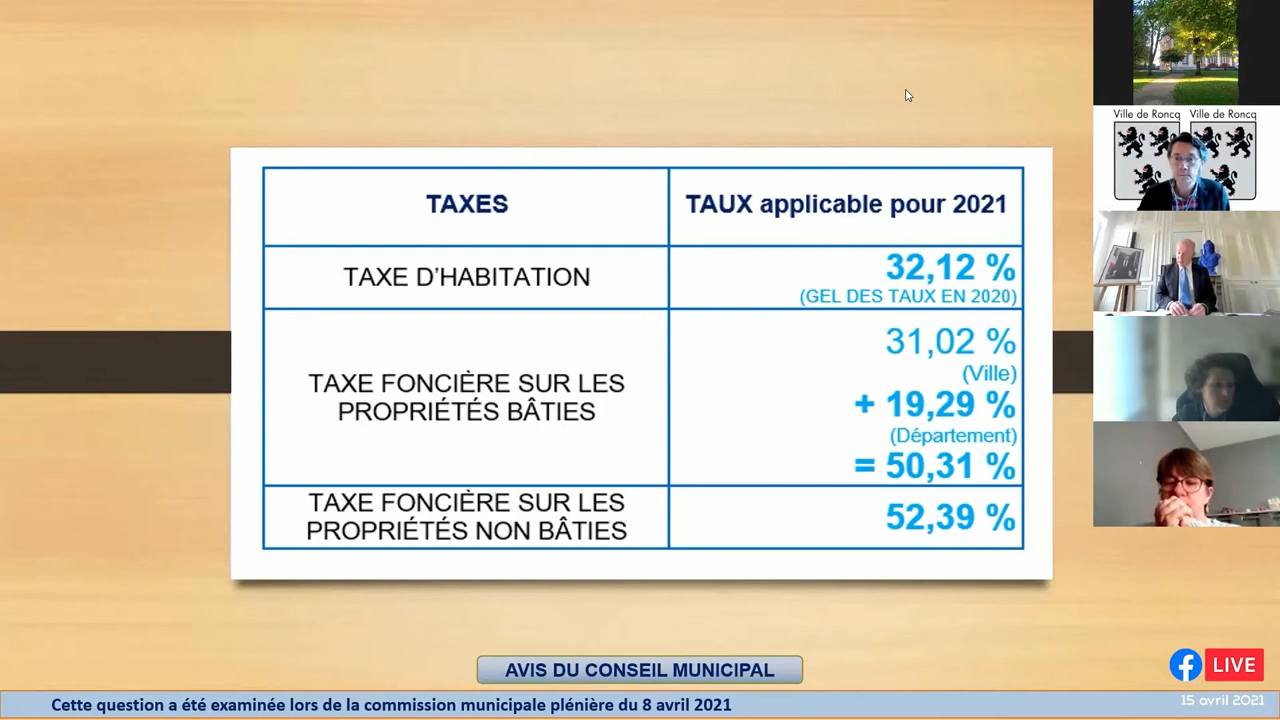 TAXES
TAUX applicable pour 2021
TAXE D'HABITATION
32,12 %
(GEL DES TAUX EN 2020)
TAXE FONCIÈRE SUR LES
PROPRIÉTÉS BÂTIES
31,02 %
(Ville)
+ 19,29 %
(Département)
= 50,31 %
TAXE FONCIÈRE SUR LES
PROPRIÉTÉS NON BÂTIES
52,39 %
AVIS DU CONSEIL MUNICIPAL
Cette question a été examinée lors de la commission municipale plénière du 8 avril 2021
Ville de Roncq
Ville de Roncq
LIVE
15 avril 2021